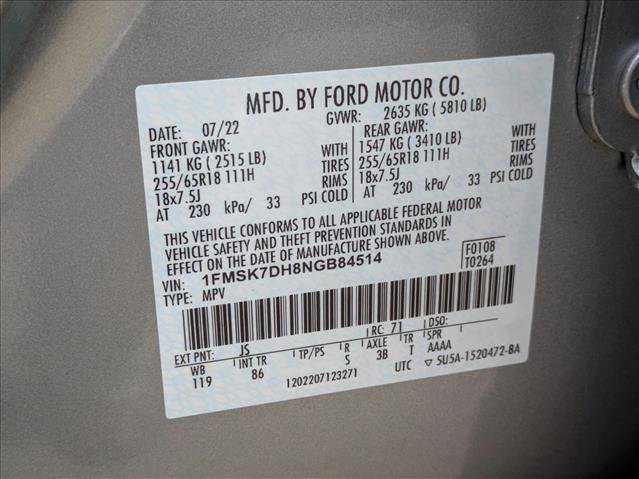 MFD. BY FORD MOTOR CO.
DATE: 07/22 GVWR: 2635 KG ( 5810 LB)
FRONT GAWR: WITH REAR GAWR: WITH
1141 KG ( 2515 LB) TIRES 1547 KG ( 3410 LB) TIRES
255/65R18 111H RIMS 255/65R18 111H RIMS
18x7.5J PSI COLD 18x7.5J PSI COLD
AT 230 kPa/ 33 AT 230 kPa/ 33
THIS VEHICLE CONFORMS TO ALL APPLICABLE FEDERAL MOTOR
VEHICLE SAFETY AND THEFT PREVENTION STANDARDS IN
EFFECT ON THE DATE OF MANUFACTURE SHOWN ABOVE.
VIN: 1FMSK7DH8NGB84514 F0108
TYPE: MPV T0264
EXT PNT: JS RC: 71 DSO:
WB INT TR TP/PS R AXLE TR SPR
119 86 S 3B T AAAA
1202207123271 UTC ▽ 5U5A-1520472-BA